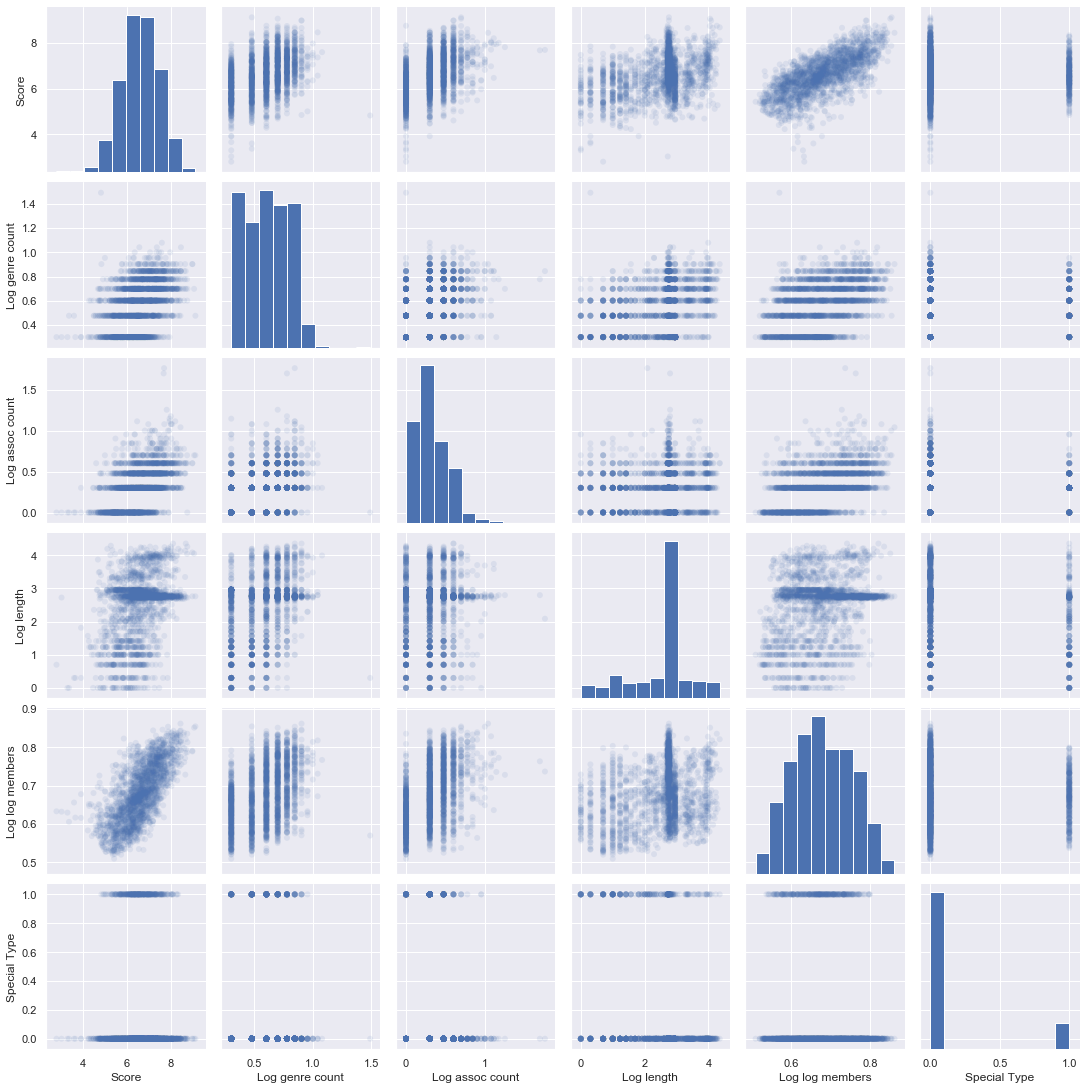 8
6
4
Score
1.4
1.2
1.0
0.8
0.6
0.4
Log genre count
1.5
1.0
0.5
0.0
Log assoc count
4
3
2
1
0
Log length
0.9
0.8
0.7
0.6
0.5
Log log members
1.0
0.8
0.6
0.4
0.2
0.0
Special Type
4 6 8
Score
0.5 1.0 1.5
Log genre count
0 1
Log assoc count
0 2 4
Log length
0.6 0.8
Log log members
0.0 0.5 1.0
Special Type